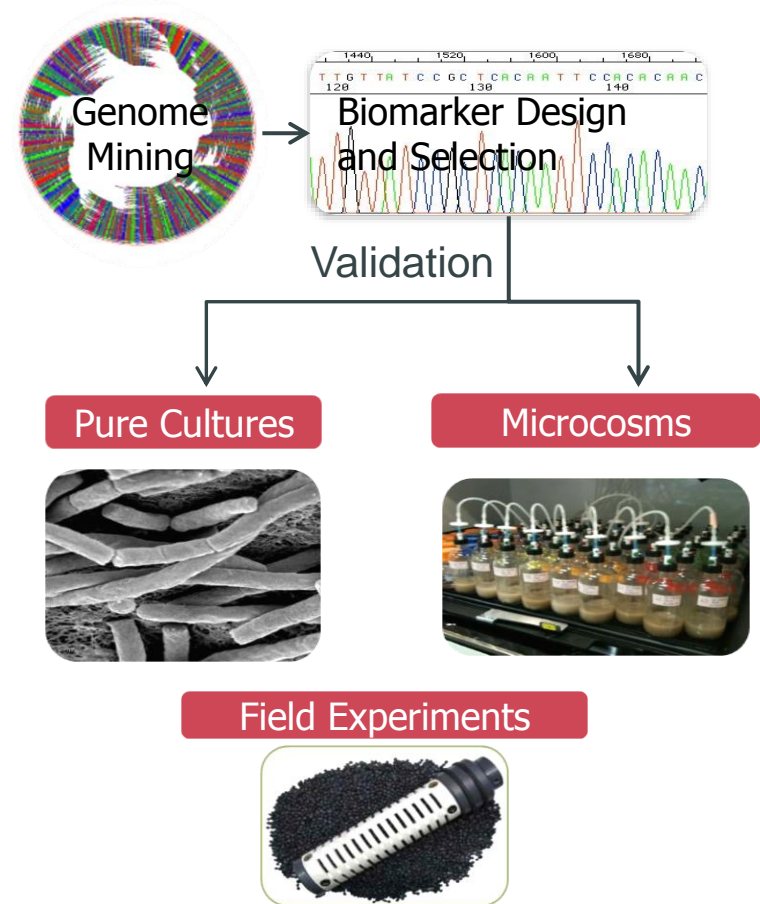 Genome
Mining
1440 1520 1600 1680
T T G T T A T C C G C T C A C A A T T C C A C A C A A C
120 130 140
Biomarker Design
and Selection
Validation
Pure Cultures
Microcosms
Field Experiments